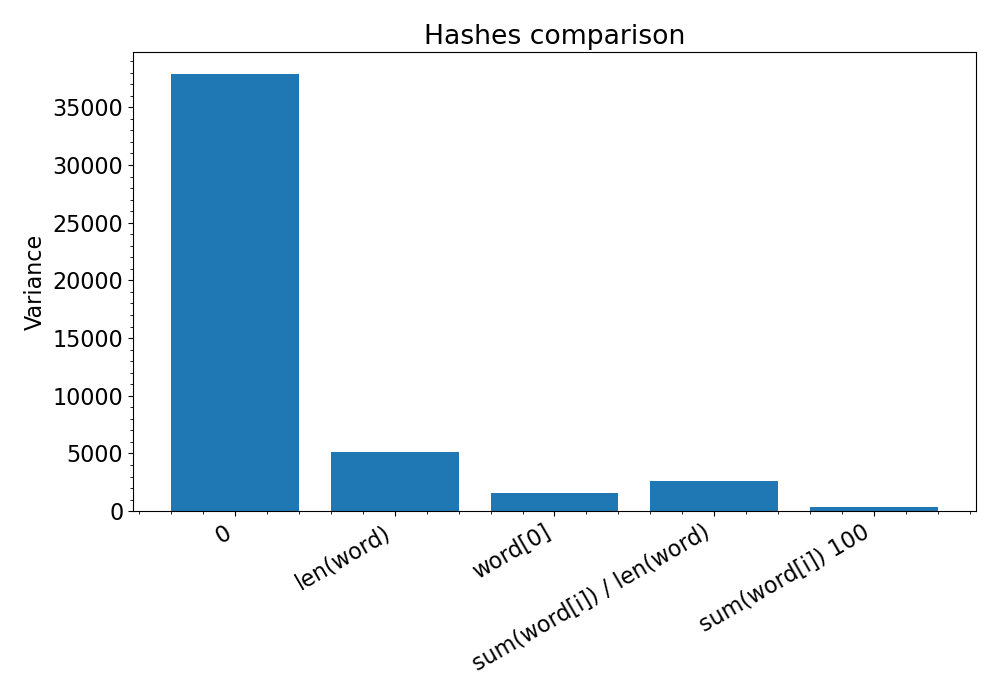 Hashes comparison
Variance
35000
30000
25000
20000
15000
10000
5000
0
0
len(word)
word[0]
sum(word[i]) / len(word)
sum(word[i]) 100